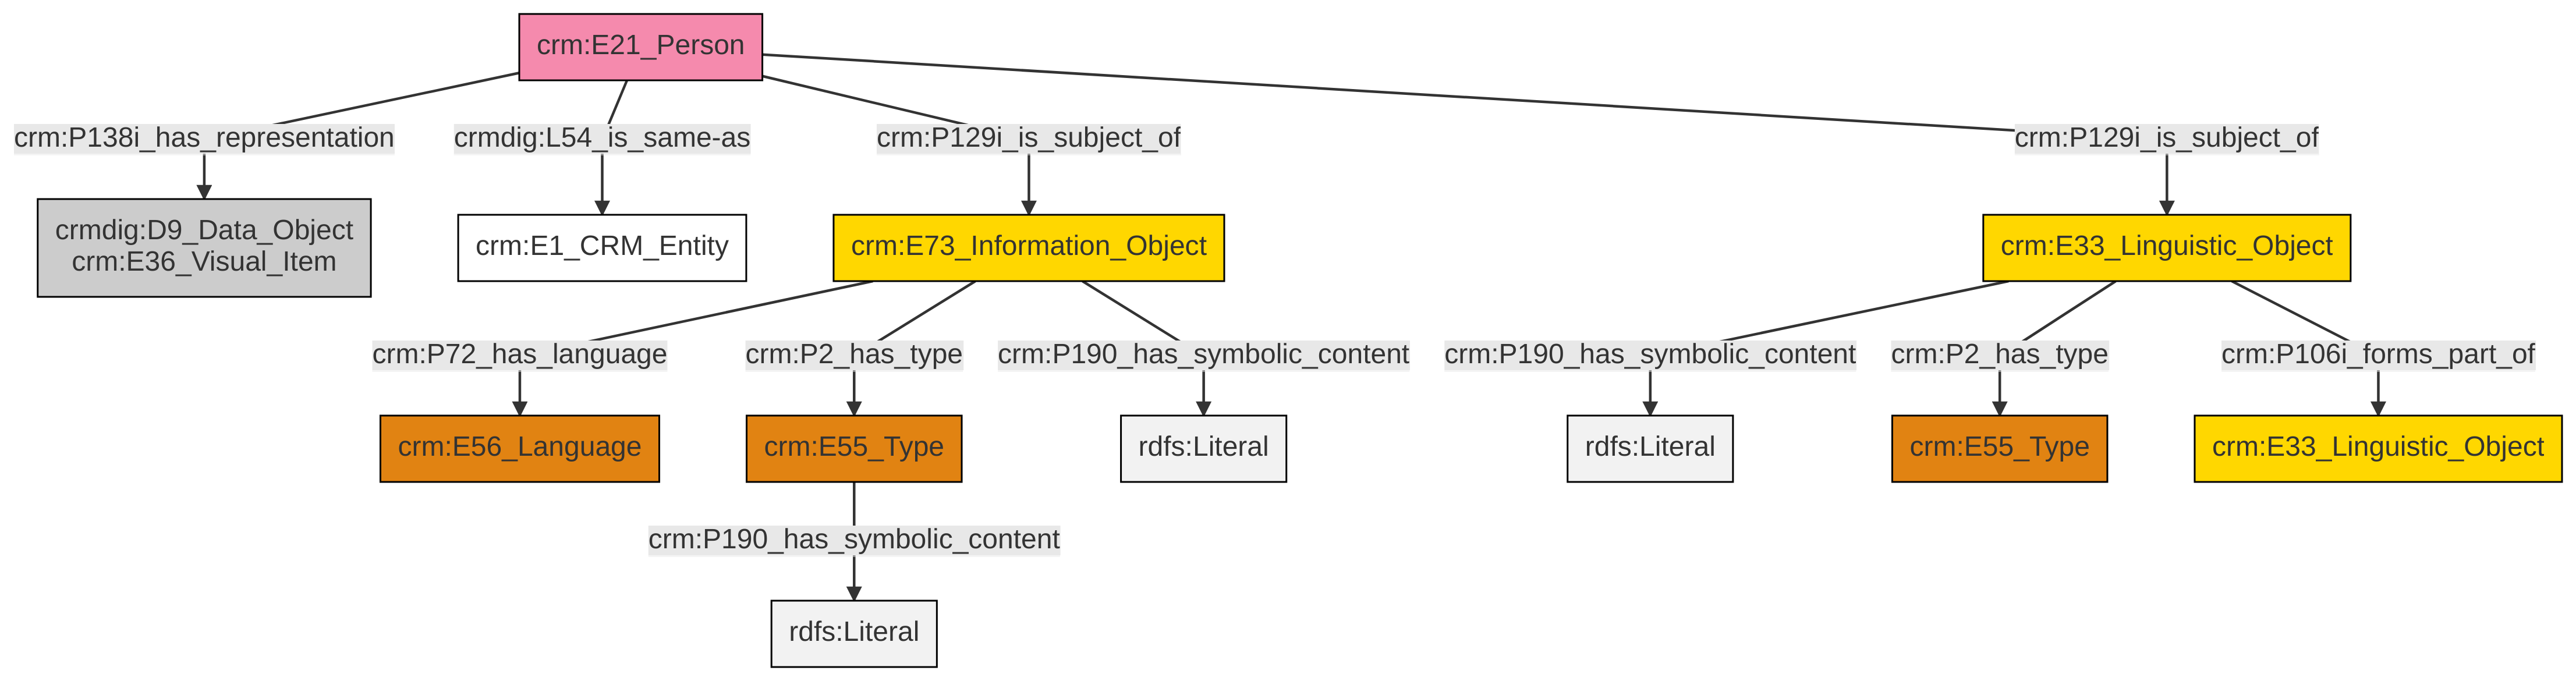 crm:E21_Person
crm:P138i_has_representation
crmdig:L54_is_same-as
crm:P129i_is_subject_of
crm:P129i_is_subject_of
crmdig:D9_Data_Object
crm:E36_Visual_Item
crm:E1_CRM_Entity
crm:E73_Information_Object
crm:E33_Linguistic_Object
crm:P72_has_language
crm:P2_has_type
crm:P190_has_symbolic_content
crm:P190_has_symbolic_content
crm:P2_has_type
crm:P106i_forms_part_of
crm:E56_Language
crm:E55_Type
rdfs:Literal
rdfs:Literal
crm:E55_Type
crm:E33_Linguistic_Object
crm:P190_has_symbolic_content
rdfs:Literal